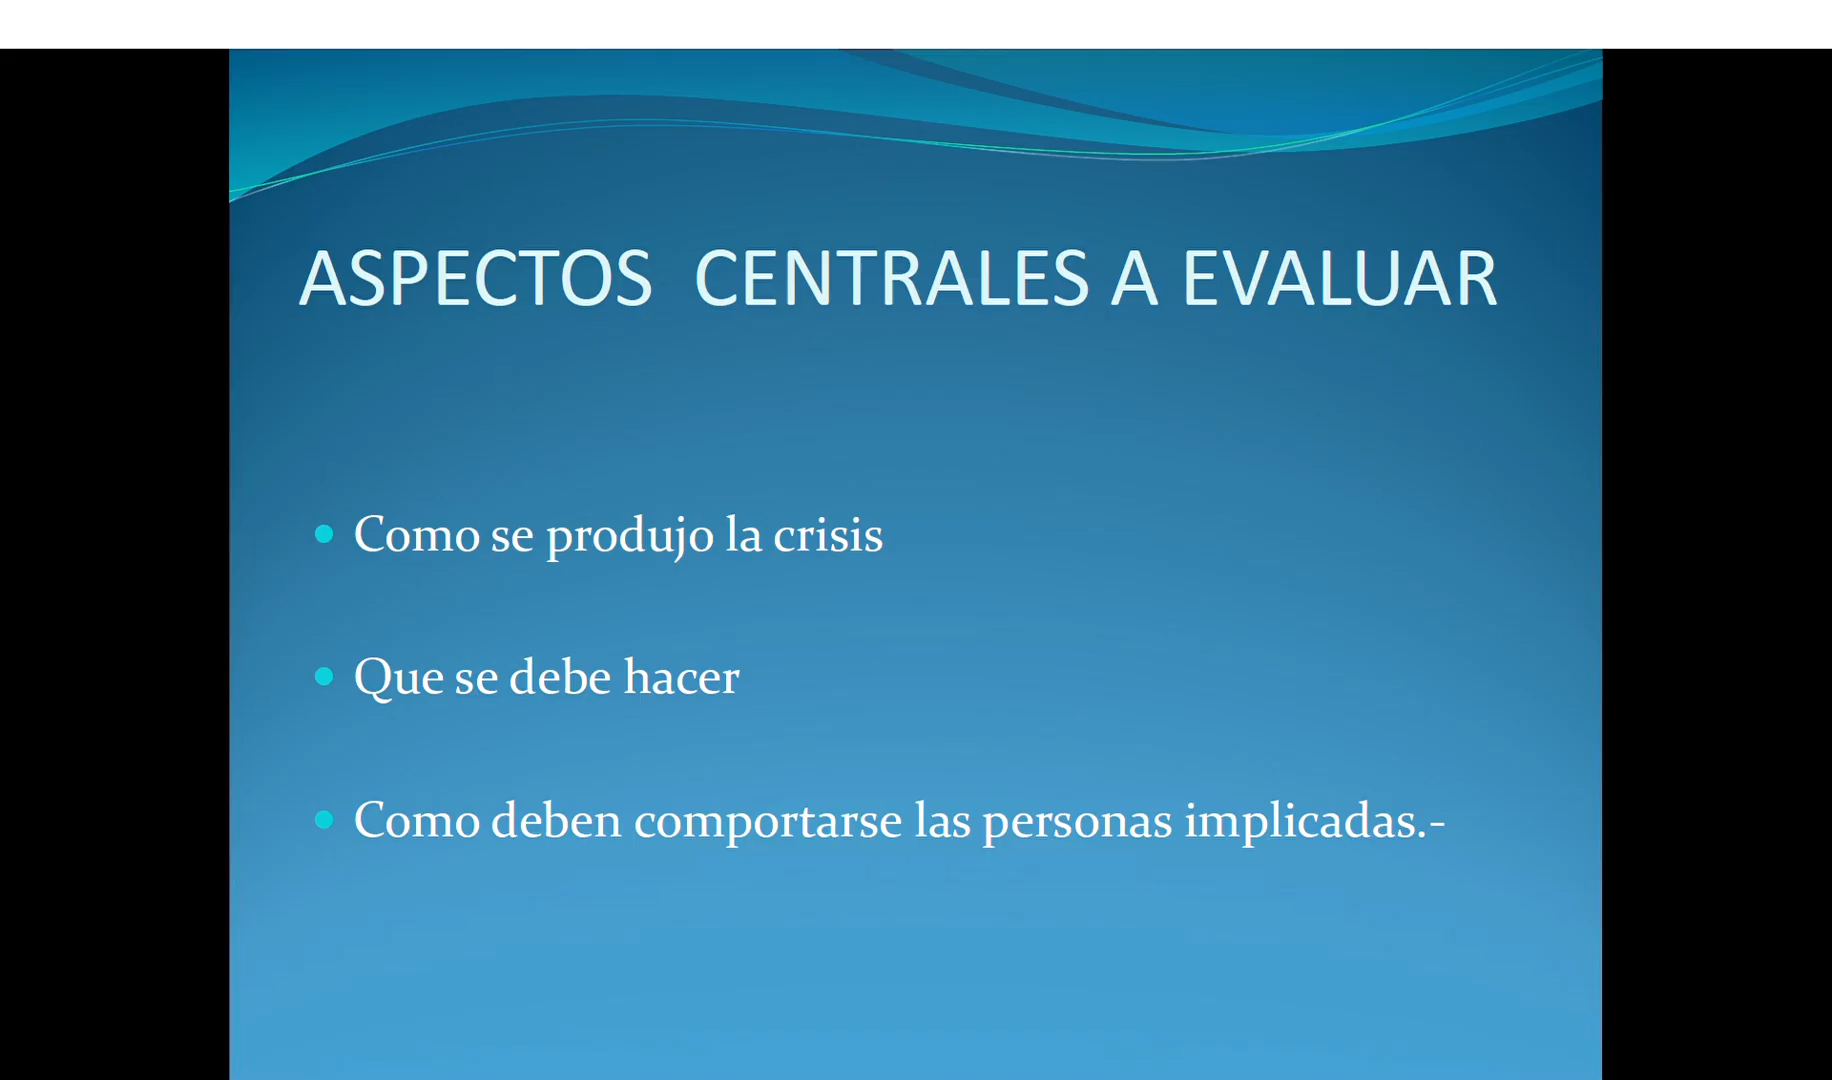 ASPECTOS  CENTRALES A EVALUAR
• Como se produjo la crisis
• Que se debe hacer
• Como deben comportarse las personas implicadas.-